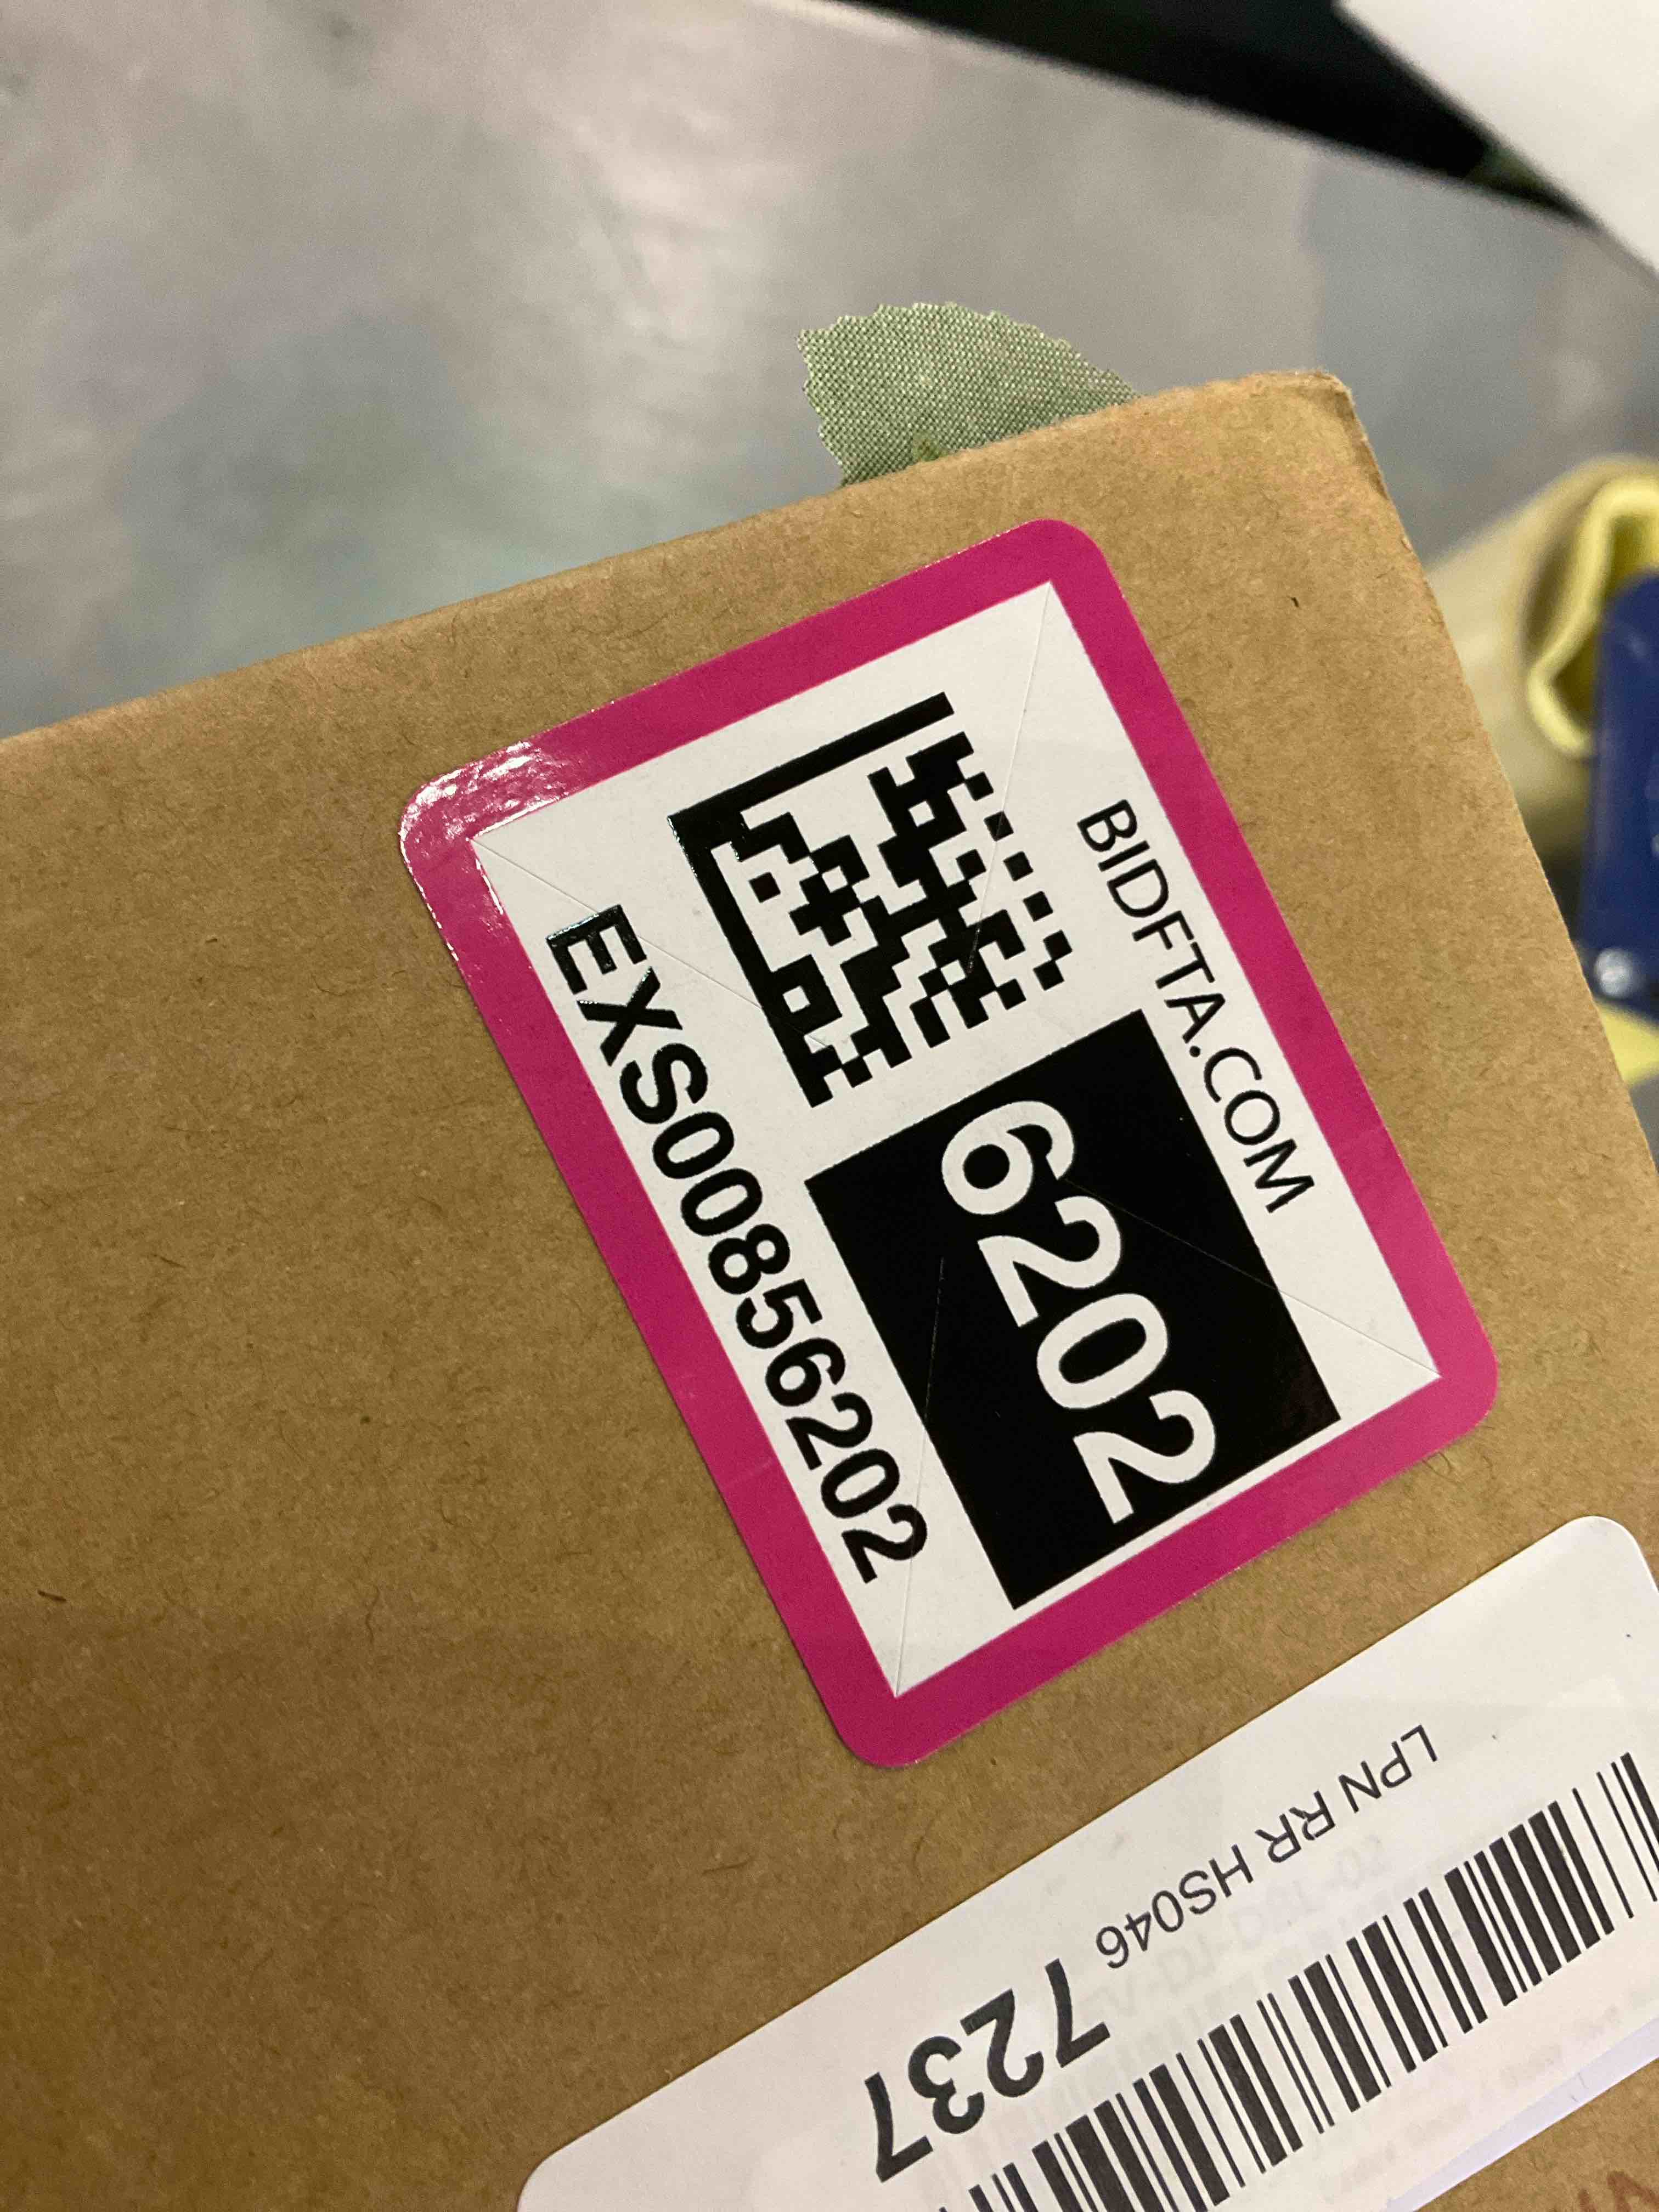 BIDFTA.COM
6202
EXS00856202
LPN RR HS046 7237